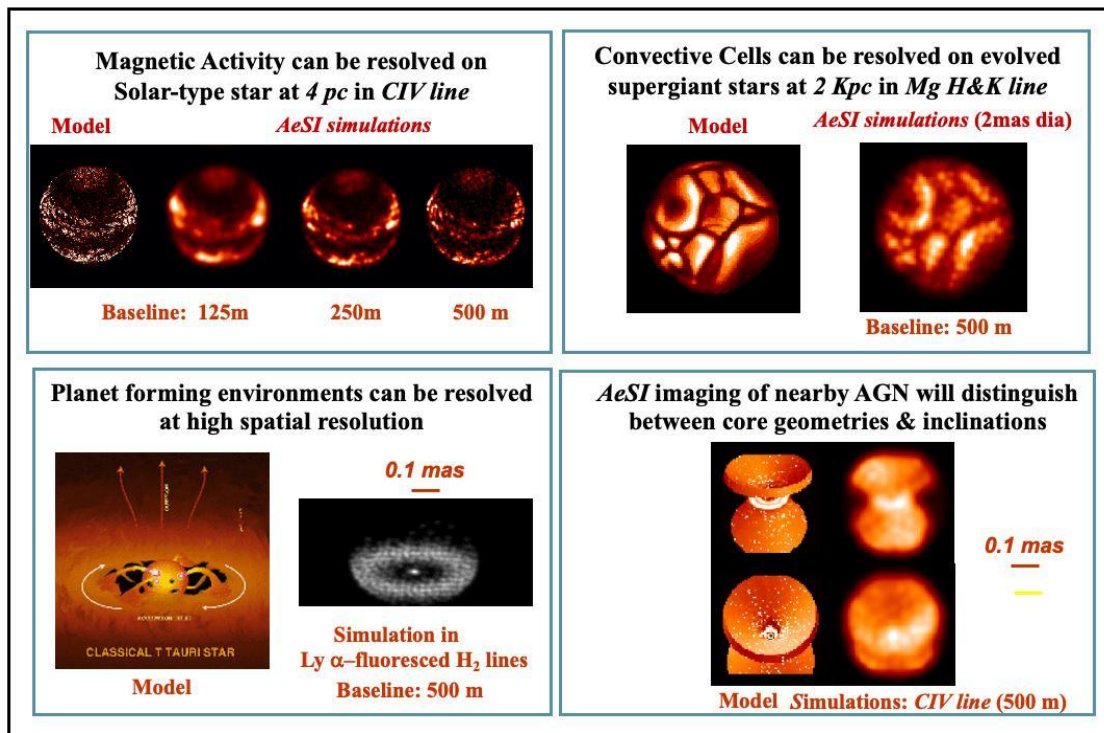 Magnetic Activity can be resolved on
Solar-type star at 4 pc in CIV line
Model
AeSI simulations
Baseline: 125m
250m
500 m
Convective Cells can be resolved on evolved
supergiant stars at 2 Kpc in Mg H&K line
Model
AeSI simulations (2mas dia)
Baseline: 500 m
Planet forming environments can be resolved
at high spatial resolution
CLASSICAL T TAURI STAR
Model
0.1 mas
Simulation in
Ly α–fluoresced H₂ lines
Baseline: 500 m
AeSI imaging of nearby AGN will distinguish
between core geometries & inclinations
0.1 mas
Model Simulations: CIV line (500 m)